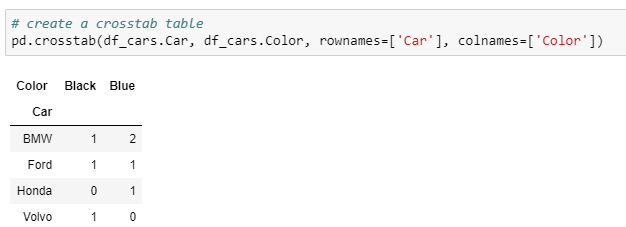 # create a crosstab table
pd.crosstab(df_cars.Car, df_cars.Color, rownames=['Car'], colnames=['Color'])
Color Black Blue
Car
BMW 1 2
Ford 1 1
Honda 0 1
Volvo 1 0